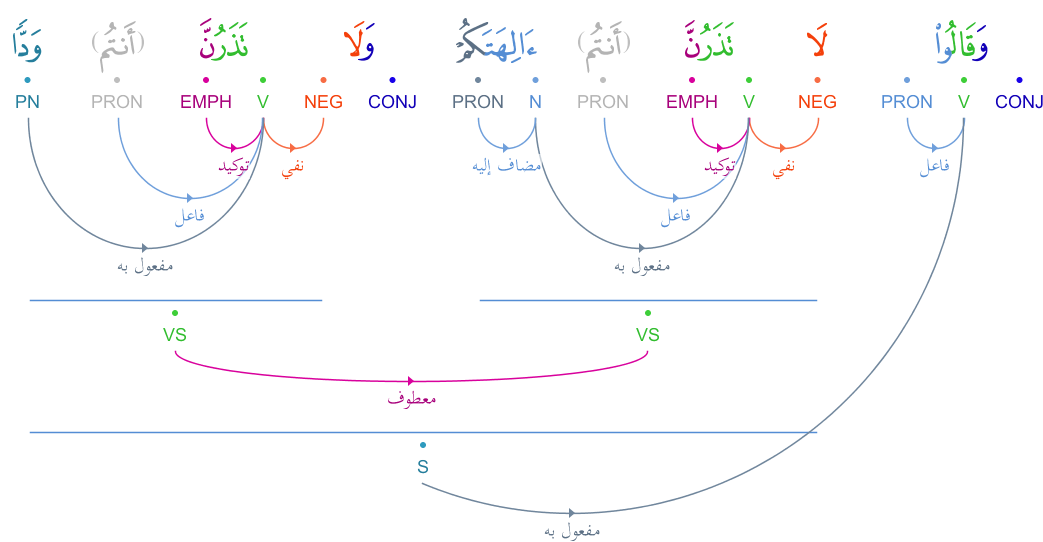 وَقَالُوا۟ لَا تَذَرُنَّ (أَنتُمْ) ءَالِهَتَكُمْ وَلَا تَذَرُنَّ (أَنتُمْ) وَدًّا
PN PRON EMPH V NEG CONJ PRON N PRON EMPH V NEG PRON V CONJ
توكيد نفي مضاف إليه توكيد نفي فاعل
فاعل فاعل
مفعول به مفعول به
VS VS
معطوف
S
مفعول به